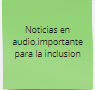 Noticias en
audio,importante
para la inclusion